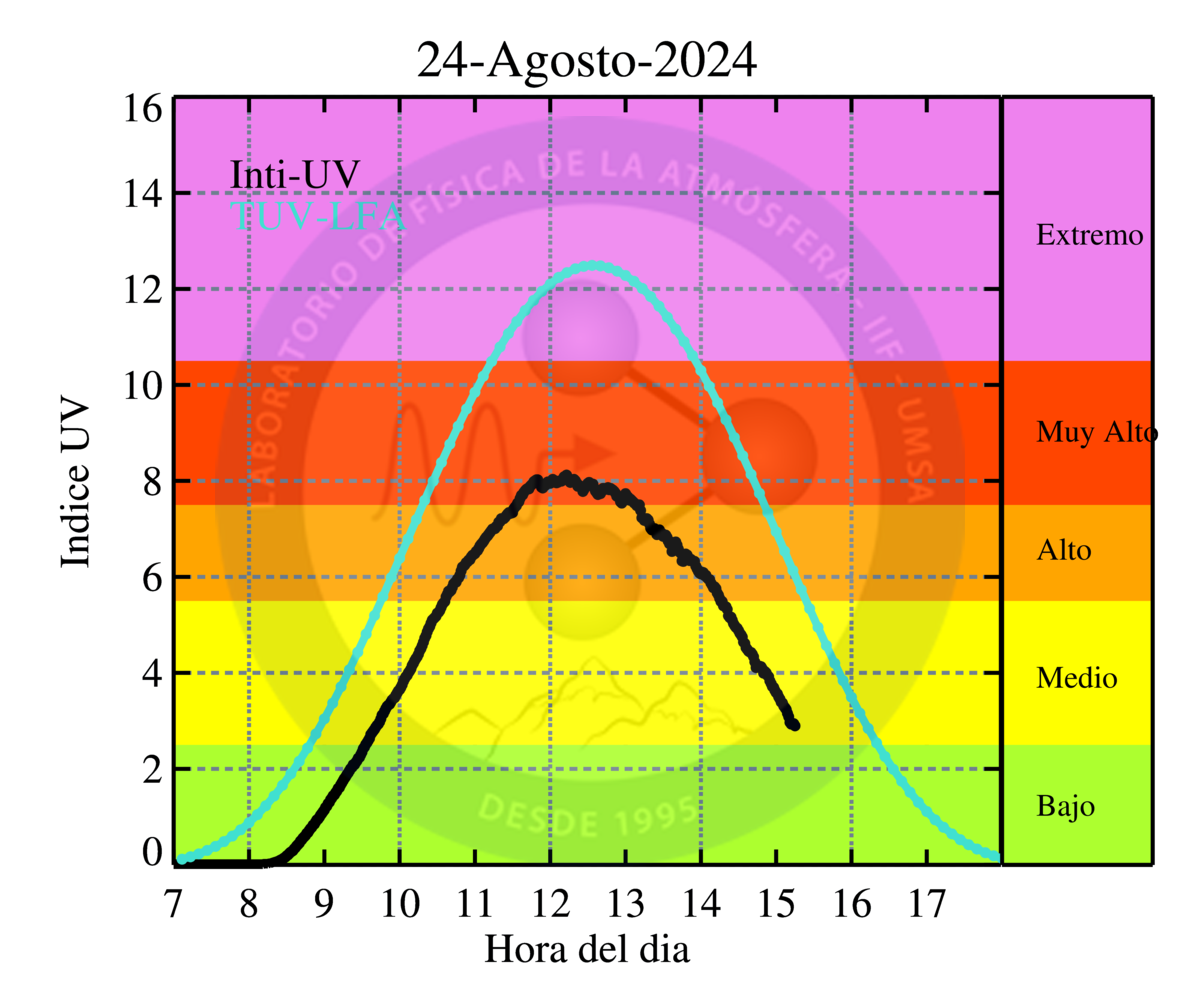 24-Agosto-2024
Inti-UV
TUV-LFA
LABORATORIO DE FÍSICA DE LA ATMÓSFERA - IIF - UMSA
DESDE 1995
Indice UV
16
14
12
10
8
6
4
2
0
Extremo
Muy Alto
Alto
Medio
Bajo
7 8 9 10 11 12 13 14 15 16 17
Hora del dia